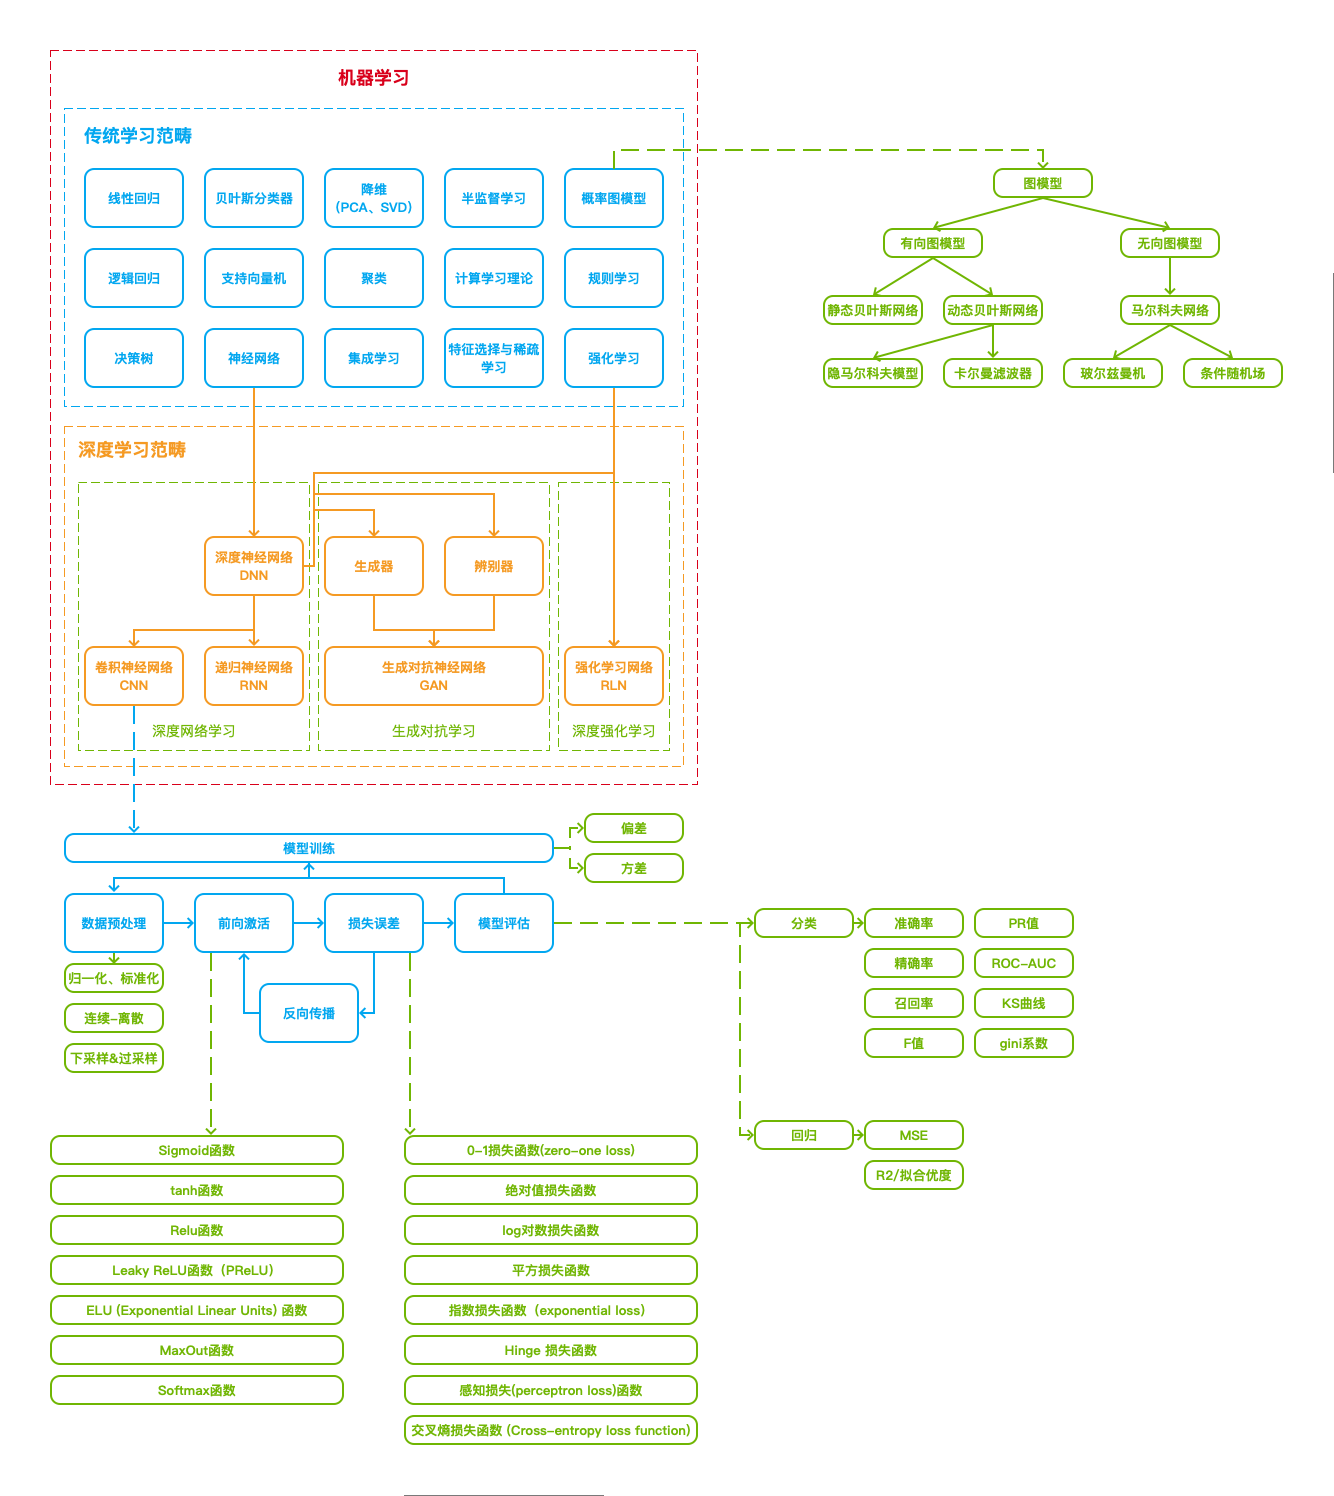 机器学习
传统学习范畴
线性回归
贝叶斯分类器
降维
(PCA、SVD)
半监督学习
概率图模型
逻辑回归
支持向量机
聚类
计算学习理论
规则学习
决策树
神经网络
集成学习
特征选择与稀疏
学习
强化学习
图模型
有向图模型
无向图模型
静态贝叶斯网络
动态贝叶斯网络
马尔科夫网络
隐马尔科夫模型
卡尔曼滤波器
玻尔兹曼机
条件随机场
深度学习范畴
深度神经网络
DNN
生成器
辨别器
卷积神经网络
CNN
递归神经网络
RNN
生成对抗神经网络
GAN
强化学习网络
RLN
深度网络学习
生成对抗学习
深度强化学习
模型训练
偏差
方差
数据预处理
前向激活
损失误差
模型评估
反向传播
归一化、标准化
连续-离散
下采样&过采样
分类
准确率
PR值
精确率
ROC-AUC
召回率
KS曲线
F值
gini系数
回归
MSE
R2/拟合优度
Sigmoid函数
tanh函数
Relu函数
Leaky ReLU函数（PReLU）
ELU (Exponential Linear Units) 函数
MaxOut函数
Softmax函数
0-1损失函数(zero-one loss)
绝对值损失函数
log对数损失函数
平方损失函数
指数损失函数（exponential loss）
Hinge 损失函数
感知损失(perceptron loss)函数
交叉熵损失函数 (Cross-entropy loss function)